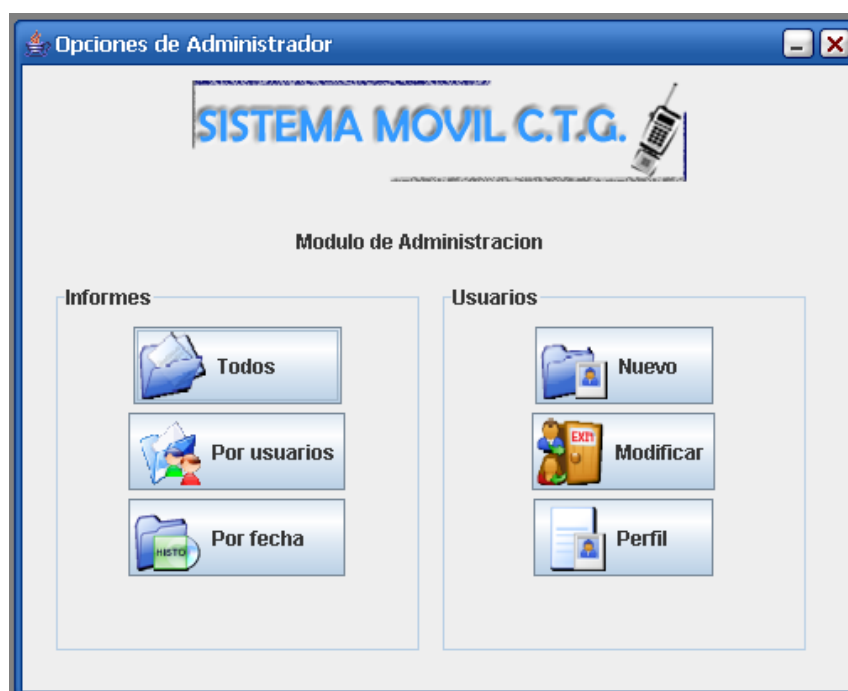 Opciones de Administrador
SISTEMA MOVIL C.T.G.
Modulo de Administracion
Informes
Todos
Por usuarios
HISTO
Por fecha
Usuarios
Nuevo
EXIT
Modificar
Perfil